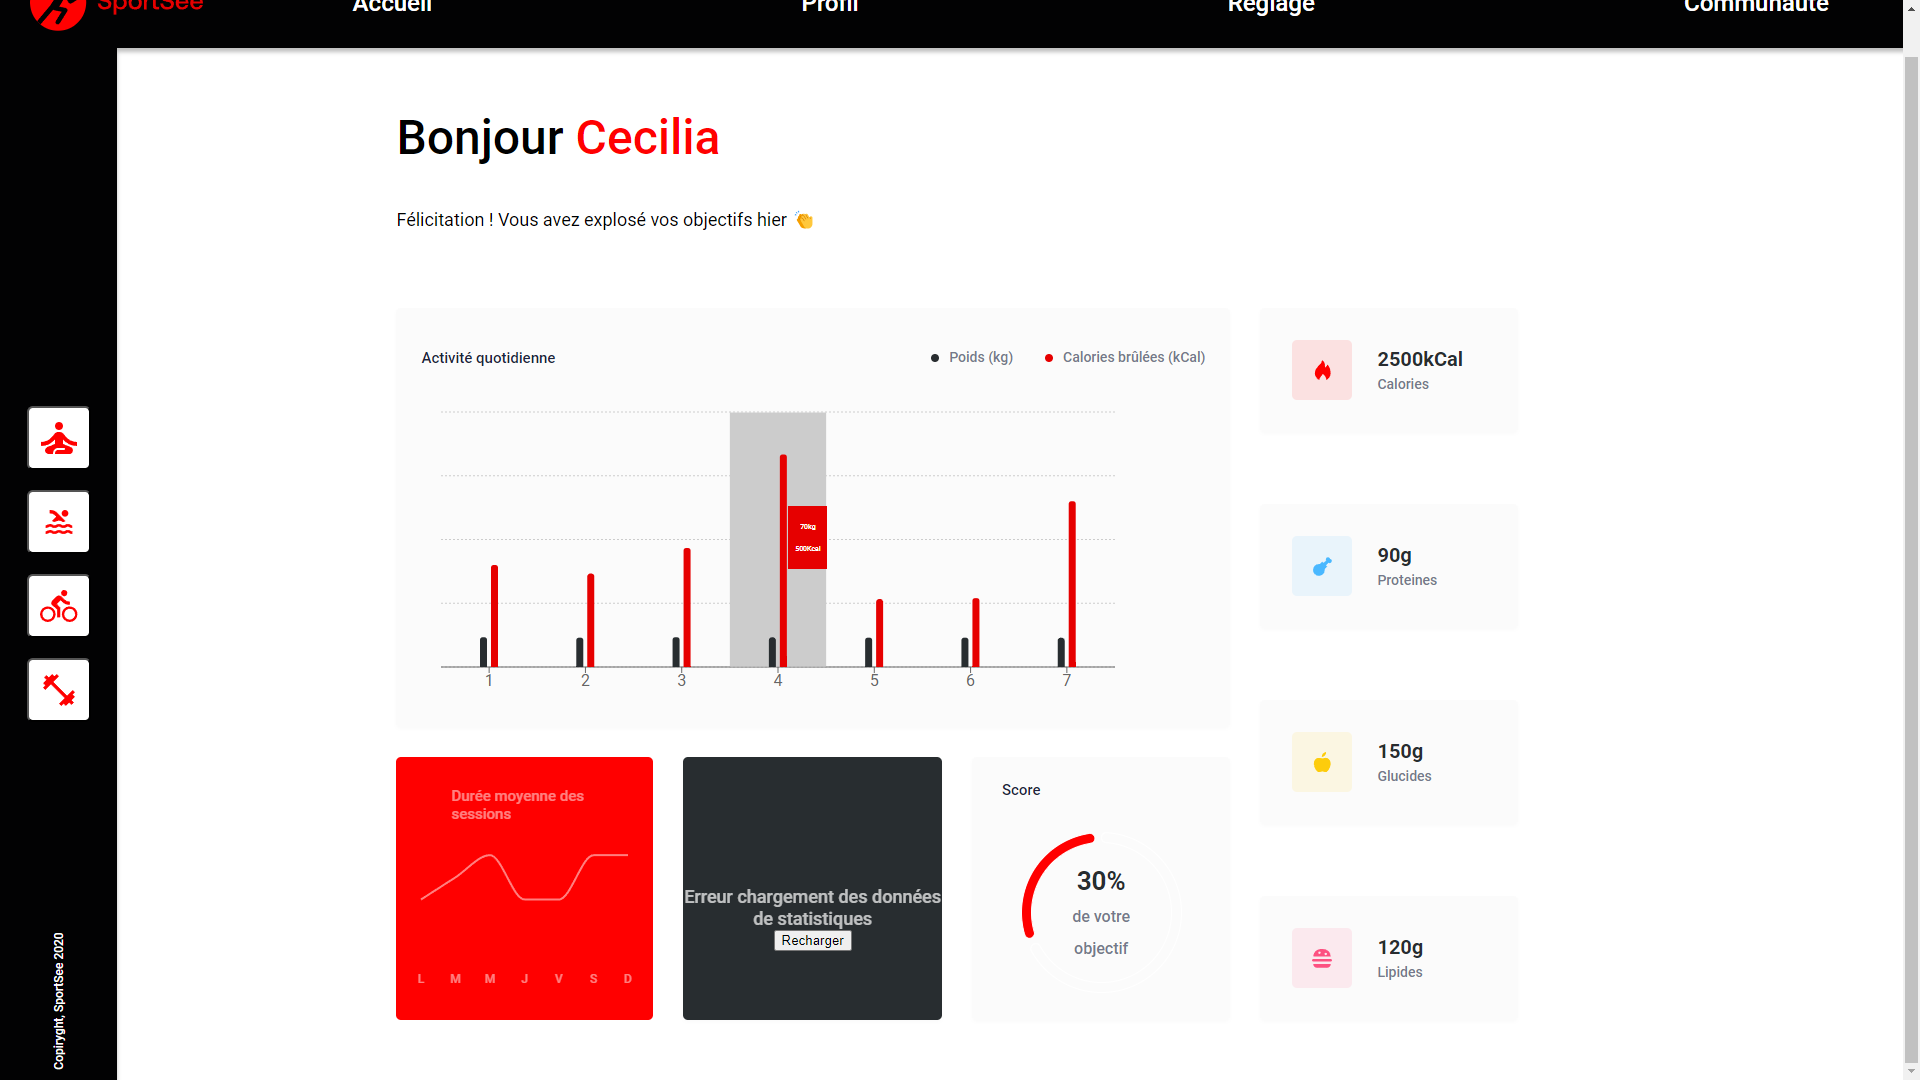 SportSee
Accueil
Profil
Réglage
Communauté
Bonjour Cecilia
Félicitation ! Vous avez explosé vos objectifs hier 👏
Activité quotidienne
Poids (kg)
Calories brûlées (kCal)
70kg
500Kcal
1
2
3
4
5
6
7
2500kCal
Calories
90g
Proteines
150g
Glucides
120g
Lipides
Durée moyenne des
sessions
L M M J V S D
Erreur chargement des données
de statistiques
Recharger
Score
30%
de votre
objectif
Copiryght, SportSee 2020